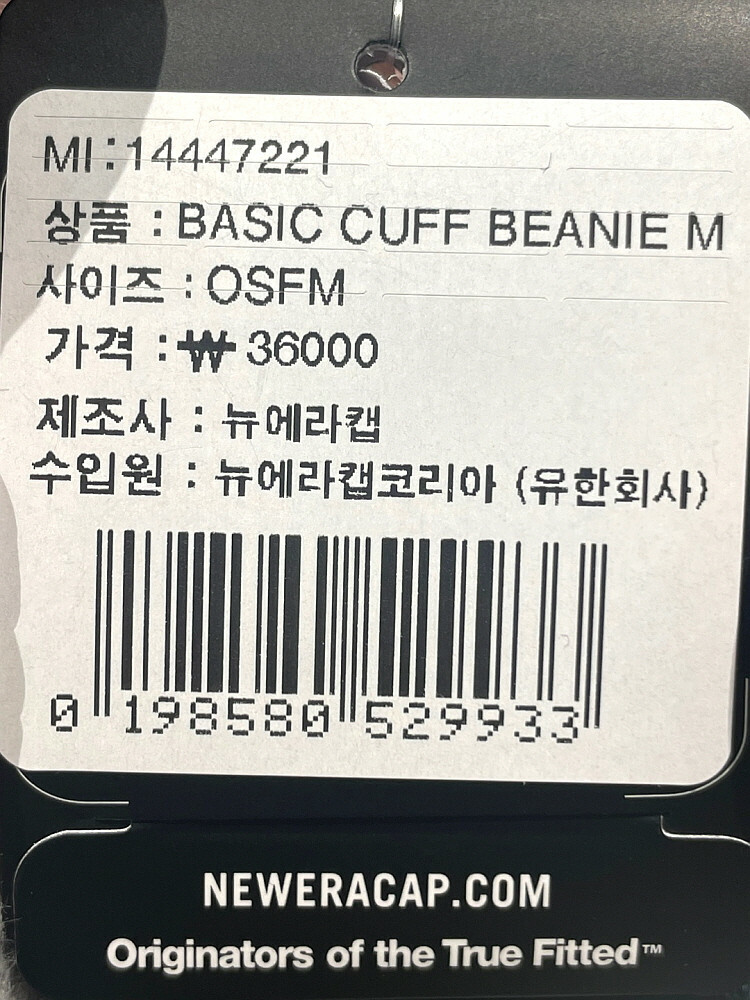 MI:14447221
상품 : BASIC CUFF BEANIE M
사이즈 : OSFM
가격 : ₩ 36000
제조사 : 뉴에라캡
수입원 : 뉴에라캡코리아 (유한회사)
0 198580 529933
NEWERACAP.COM
Originators of the True Fitted™